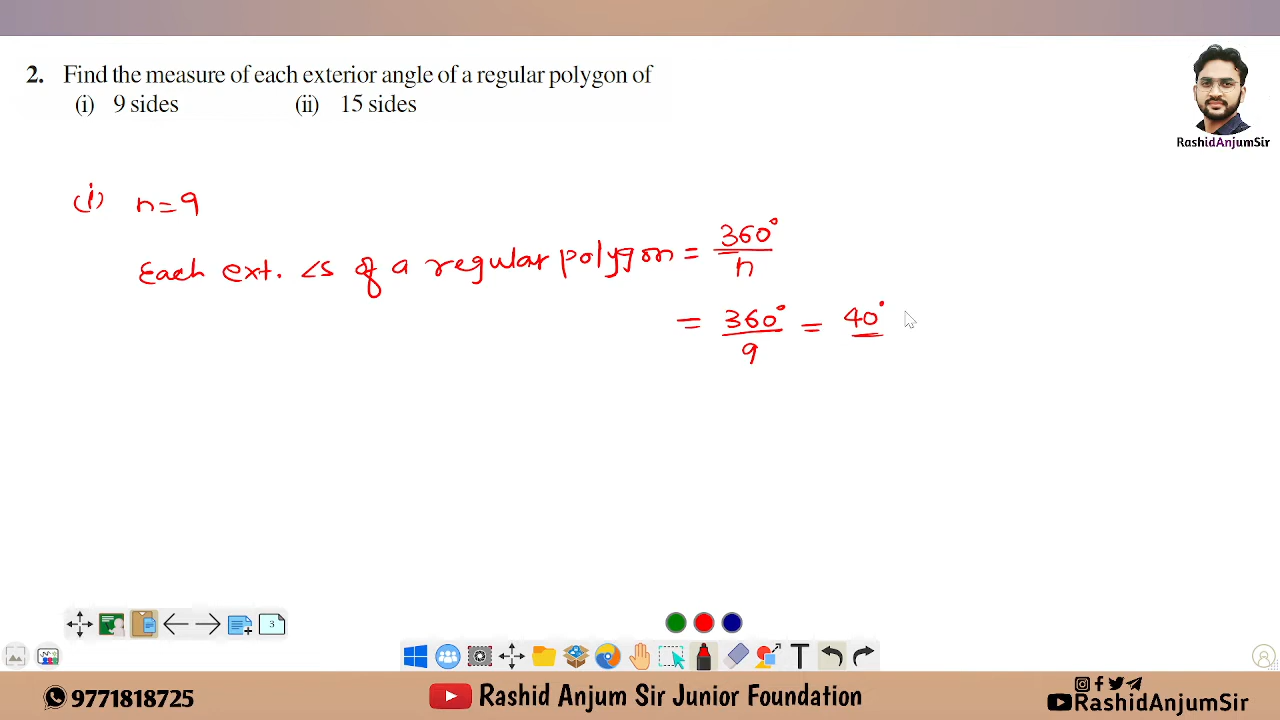 2. Find the measure of each exterior angle of a regular polygon of
(i) 9 sides (ii) 15 sides
RashidAnjumSir
(i) n=9
Each ext. ∠s of a regular polygon = 360°/n
= 360°/9 = 40°
3
T
9771818725
Rashid Anjum Sir Junior Foundation
RashidAnjumSir